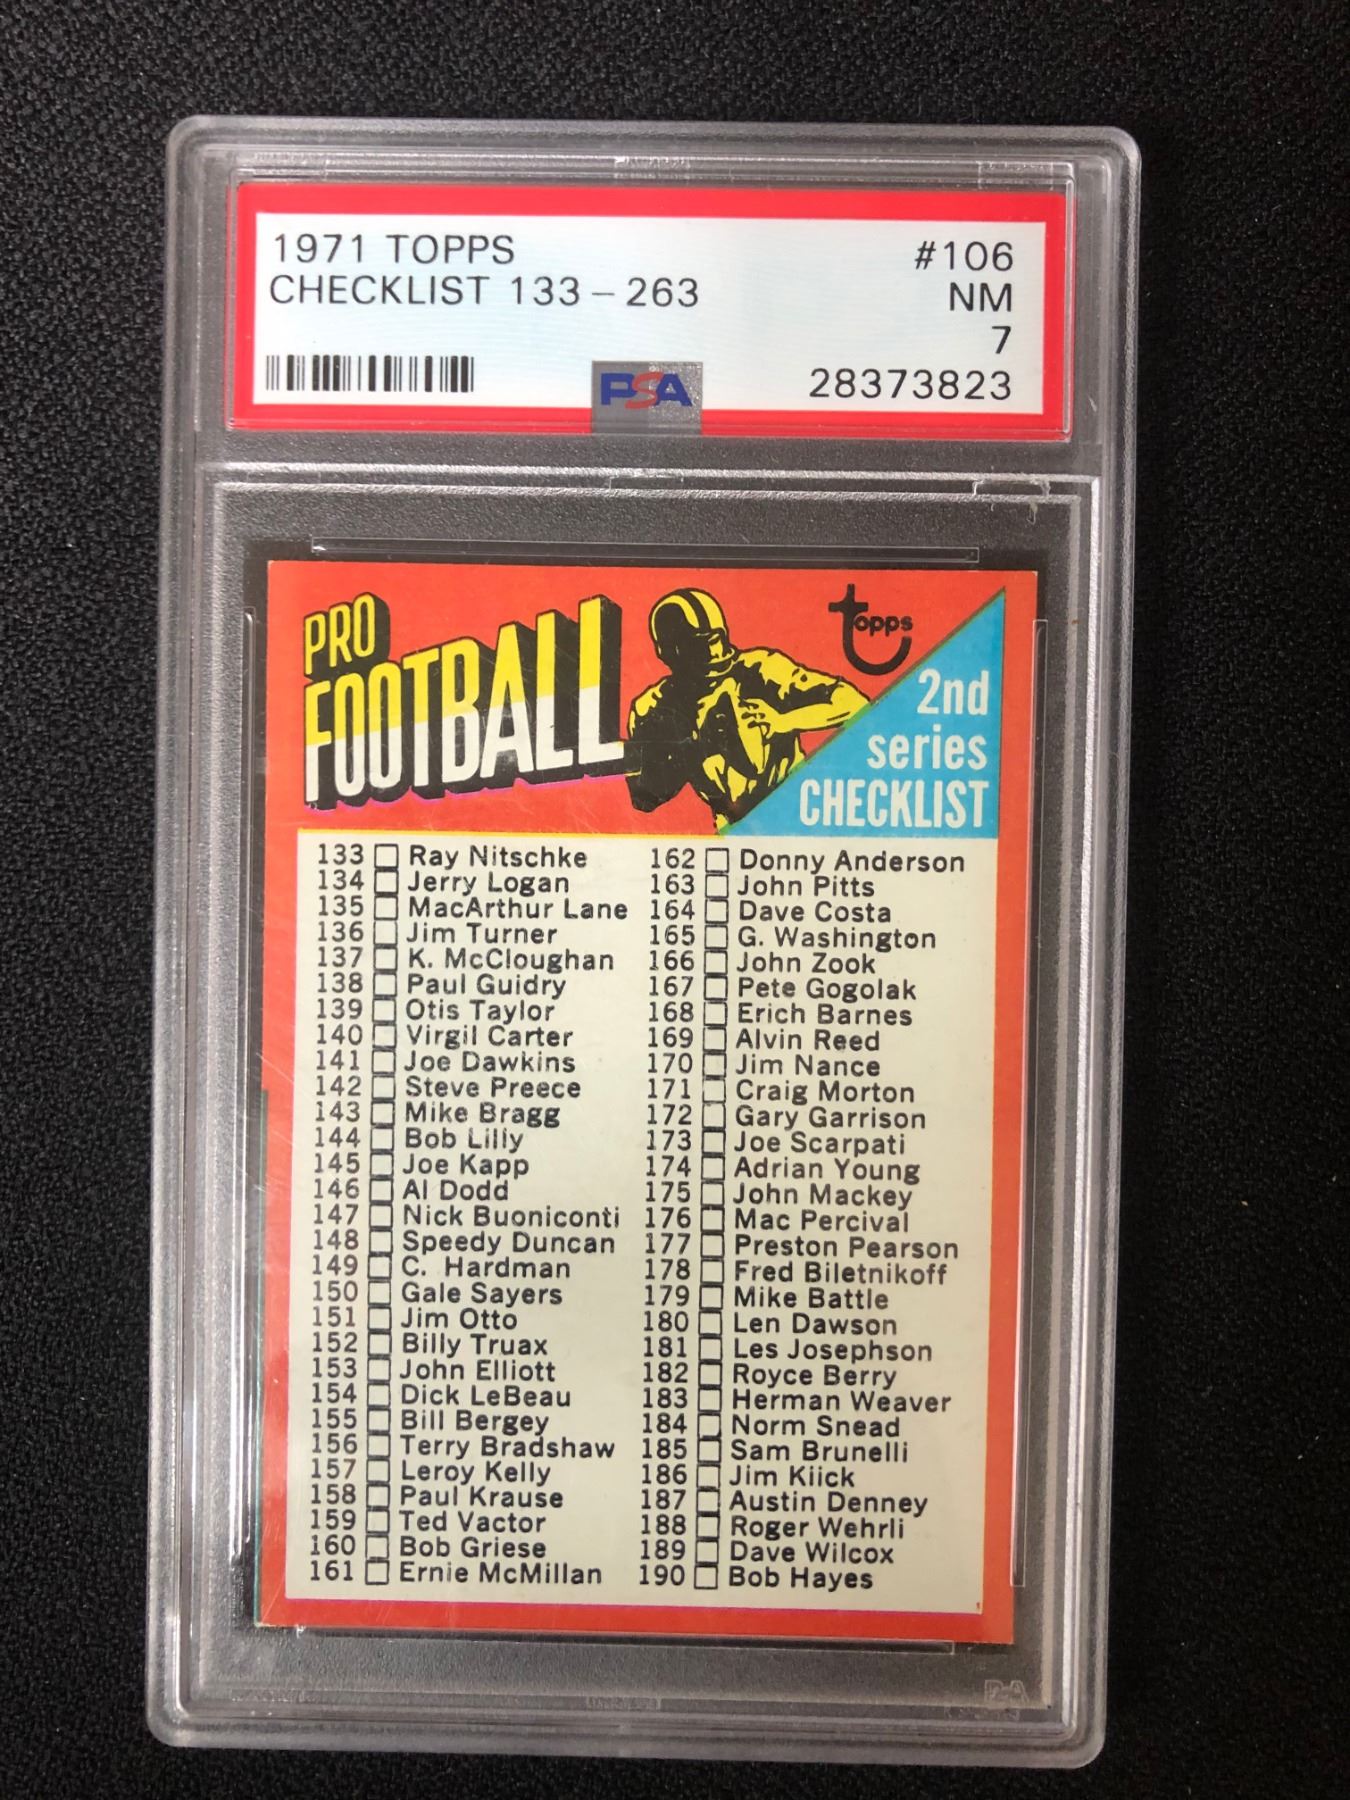 1971 TOPPS #106
CHECKLIST 133 - 263 NM
7
PSA 28373823
PRO
FOOTBALL
topps
2nd
series
CHECKLIST
133 Ray Nitschke
134 Jerry Logan
135 MacArthur Lane
136 Jim Turner
137 K. McCloughan
138 Paul Guidry
139 Otis Taylor
140 Virgil Carter
141 Joe Dawkins
142 Steve Preece
143 Mike Bragg
144 Bob Lilly
145 Joe Kapp
146 Al Dodd
147 Nick Buoniconti
148 Speedy Duncan
149 C. Hardman
150 Gale Sayers
151 Jim Otto
152 Billy Truax
153 John Elliott
154 Dick LeBeau
155 Bill Bergey
156 Terry Bradshaw
157 Leroy Kelly
158 Paul Krause
159 Ted Vactor
160 Bob Griese
161 Ernie McMillan
162 Donny Anderson
163 John Pitts
164 Dave Costa
165 G. Washington
166 John Zook
167 Pete Gogolak
168 Erich Barnes
169 Alvin Reed
170 Jim Nance
171 Craig Morton
172 Gary Garrison
173 Joe Scarpati
174 Adrian Young
175 John Mackey
176 Mac Percival
177 Preston Pearson
178 Fred Biletnikoff
179 Mike Battle
180 Len Dawson
181 Les Josephson
182 Royce Berry
183 Herman Weaver
184 Norm Snead
185 Sam Brunelli
186 Jim Kiick
187 Austin Denney
188 Roger Wehrli
189 Dave Wilcox
190 Bob Hayes
PSA